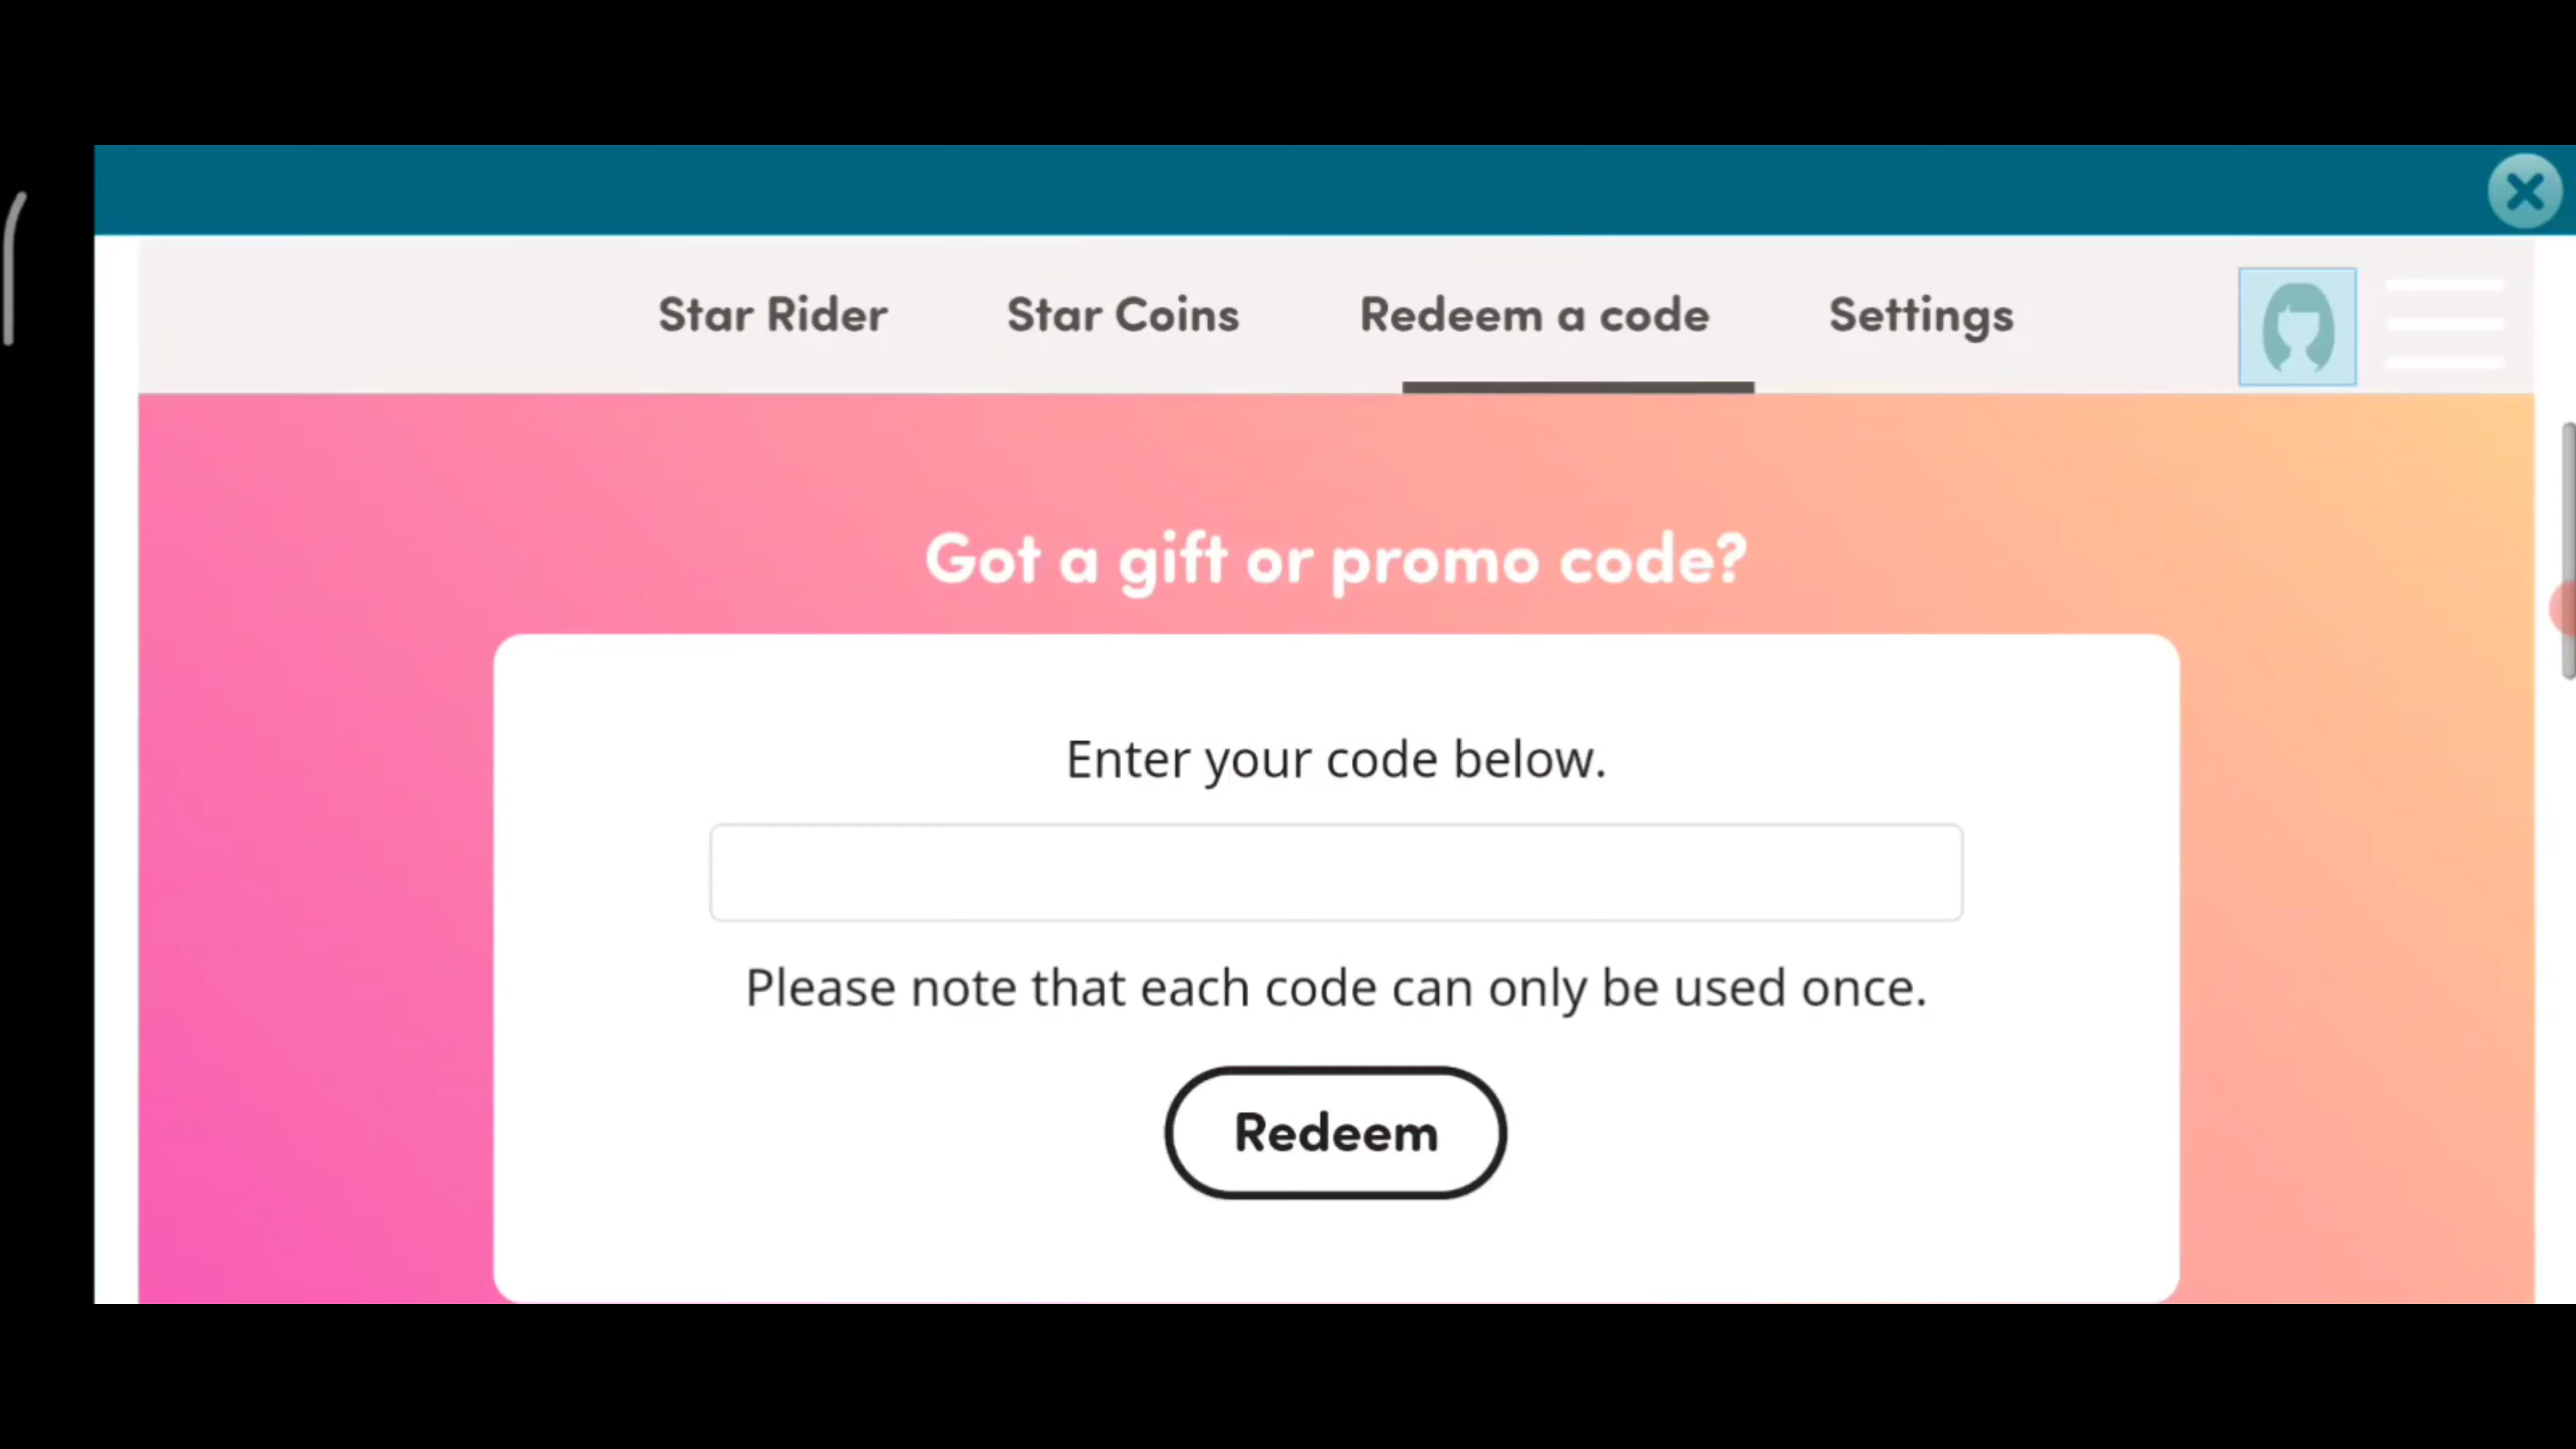 Star Rider Star Coins Redeem a code Settings
Got a gift or promo code?
Enter your code below.
Please note that each code can only be used once.
Redeem